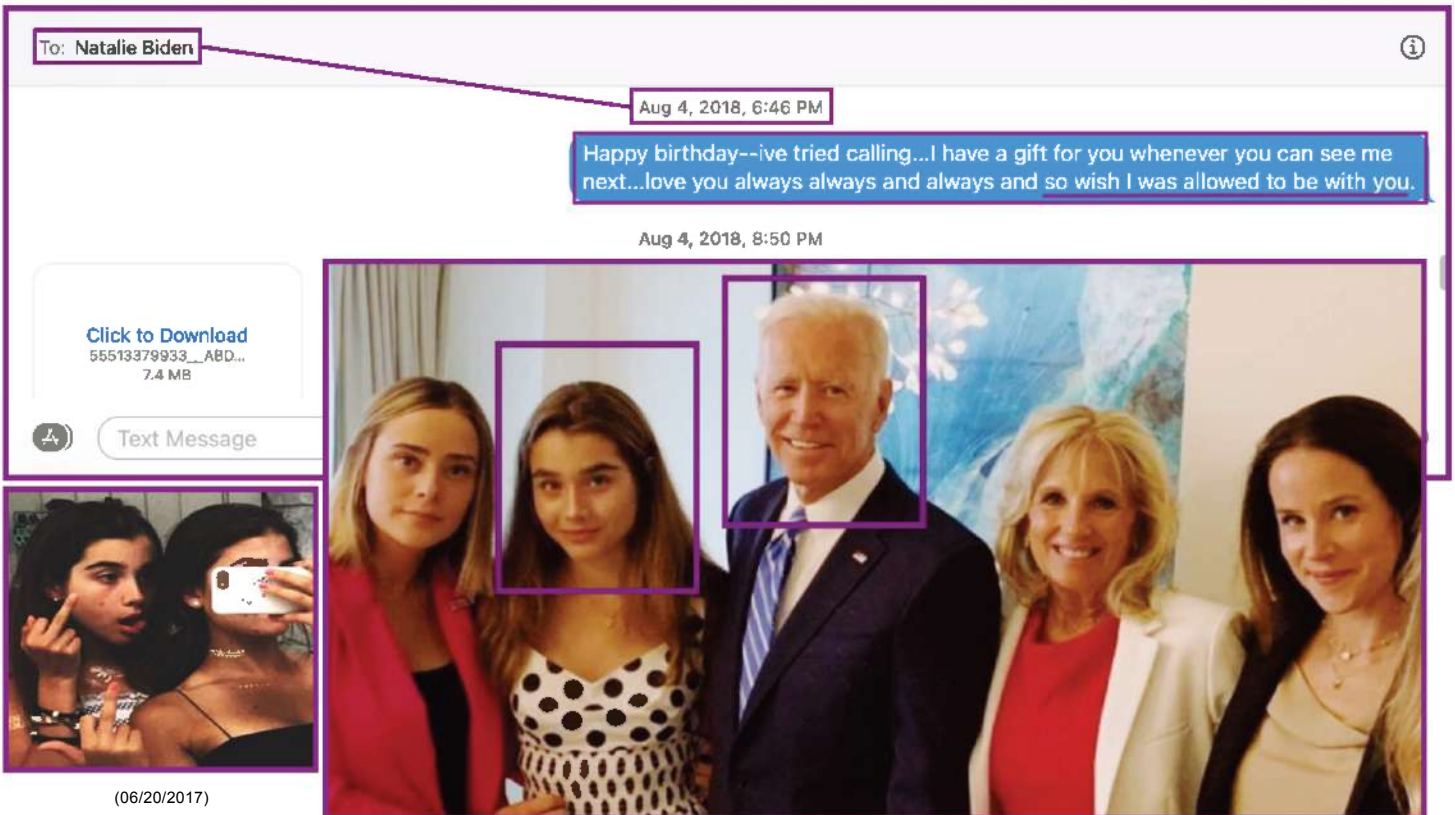 To: Natalie Biden
Aug 4, 2018, 6:46 PM
Happy birthday--ive tried calling...I have a gift for you whenever you can see me
next...love you always always and always and so wish I was allowed to be with you.
Aug 4, 2018, 8:50 PM
Click to Download
55513379933__ABD...
7.4 MB
Text Message
(06/20/2017)